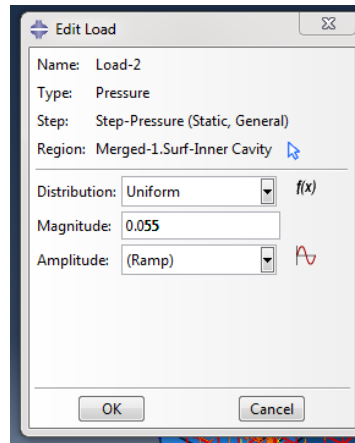 Edit Load
Name: Load-2
Type: Pressure
Step: Step-Pressure (Static, General)
Region: Merged-1.Surf-Inner Cavity
Distribution: Uniform f(x)
Magnitude: 0.055
Amplitude: (Ramp)
OK Cancel